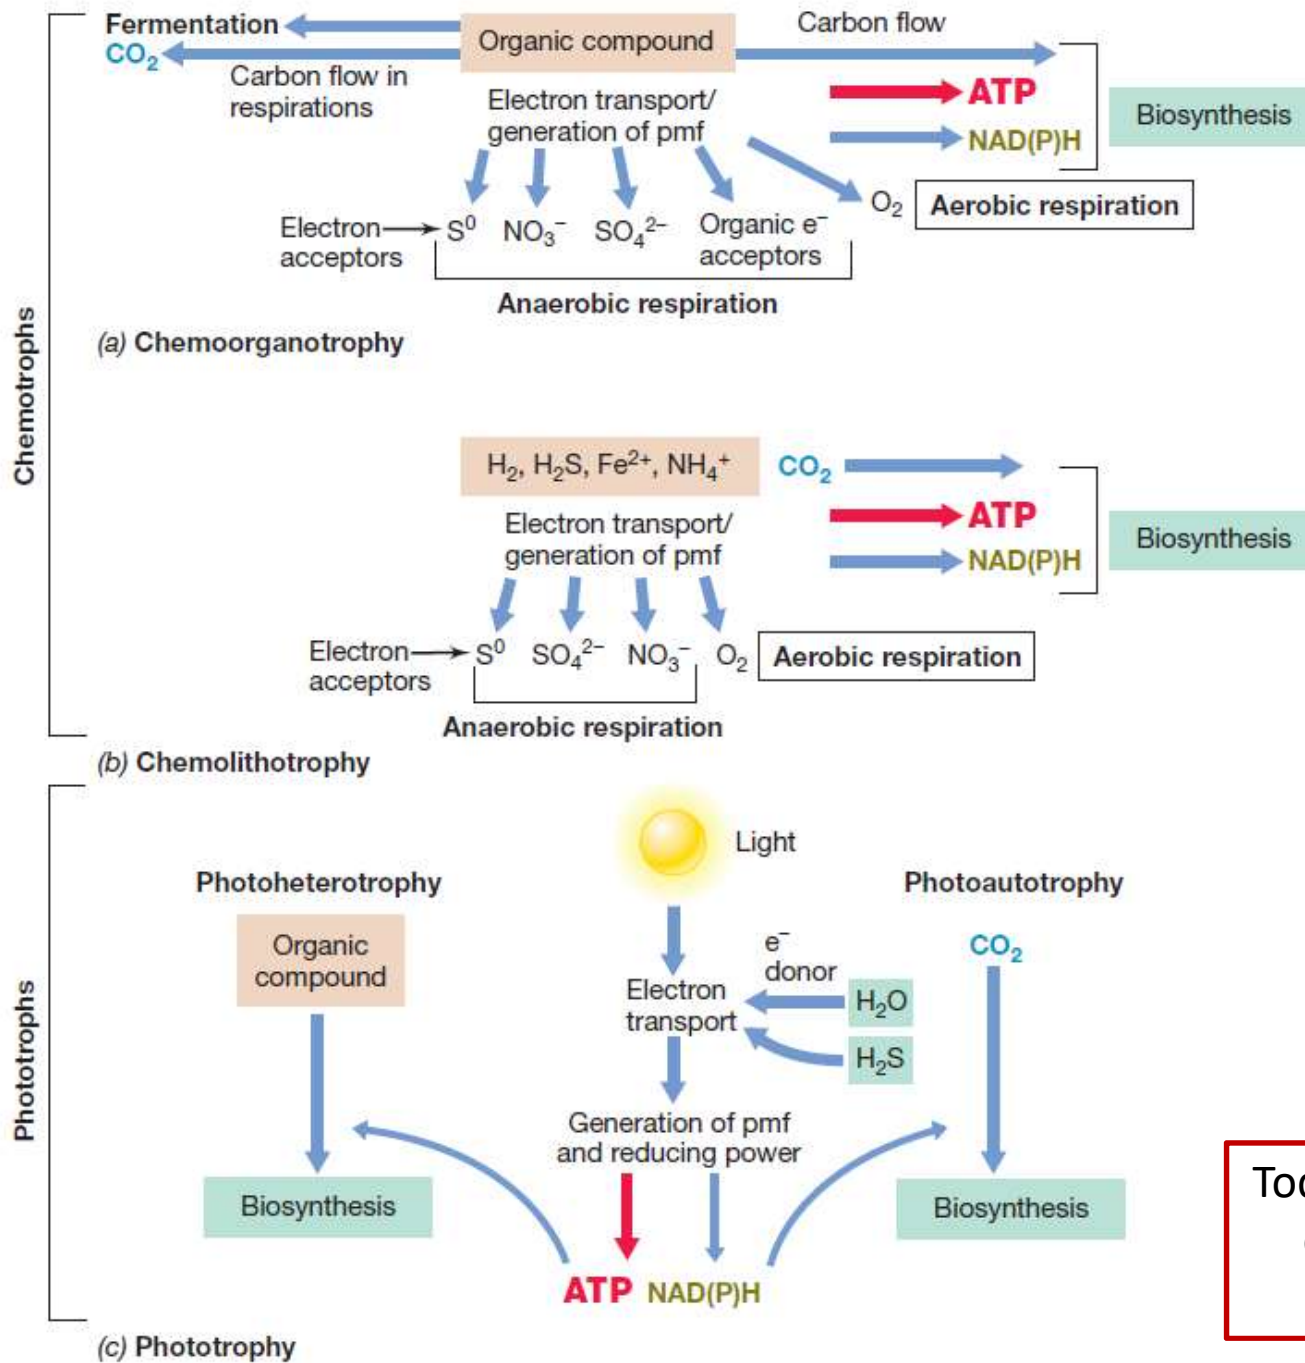 Fermentation
CO₂
Organic compound
Carbon flow
Carbon flow in
respirations
Electron transport/
generation of pmf
ATP
NAD(P)H
Biosynthesis
Electron
acceptors
S⁰ NO₃⁻ SO₄²⁻
Organic e⁻
acceptors
O₂
Aerobic respiration
Anaerobic respiration
(a) Chemoorganotrophy
Chemotrophs
H₂, H₂S, Fe²⁺, NH₄⁺
CO₂
Electron transport/
generation of pmf
ATP
NAD(P)H
Biosynthesis
Electron
acceptors
S⁰ SO₄²⁻ NO₃⁻ O₂
Aerobic respiration
Anaerobic respiration
(b) Chemolithotrophy
Light
Photoheterotrophy
Photoautotrophy
Organic
compound
e⁻
donor
CO₂
Electron
transport
H₂O
H₂S
Phototrophs
Generation of pmf
and reducing power
Biosynthesis
Biosynthesis
ATP NAD(P)H
(c) Phototrophy